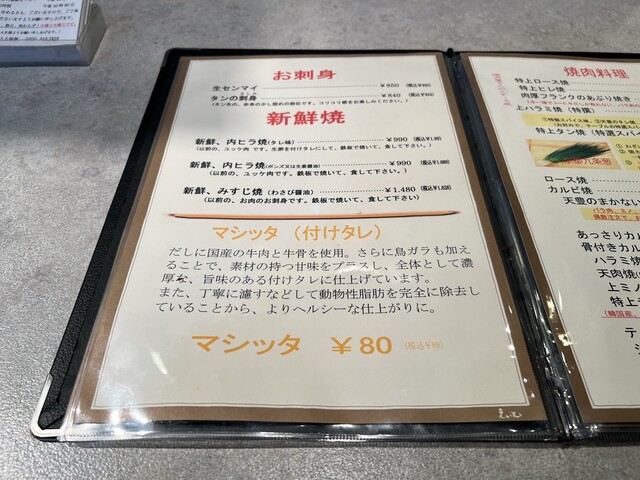 お刺身
生センマイ ¥850
タンの刺身 ¥840
新鮮焼
新鮮、内ヒラ焼(タレ味) ¥990
(以前の、ユッケ肉です。生卵を付けタレにして、鉄板で焼いて、食して下さい。)
新鮮、内ヒラ焼(ポンズ又は生姜醤油) ¥990
(以前の、ユッケ肉です。鉄板で焼いて、食して下さい。)
新鮮、みすじ焼(わさび醤油) ¥1,480
(以前の、お肉のお刺身です。鉄板で焼いて、食して下さい)
マシッタ(付けタレ)
だしに国産の牛肉と牛骨を使用。さらに鳥ガラも加え
ることで、素材の持つ甘味をプラスし、全体として濃
厚な、旨味のある付けタレに仕上げています。
また、丁寧に濾すなどして動物性脂肪を完全に除去し
ていることから、よりヘルシーな仕上がりに。
マシッタ ¥80 (税込¥88)
焼肉料理
特上ロース焼
特上ヒレ焼
肉厚フランクのあぶり焼き
上ハラミ焼(特撰)
特上タン焼(特選スパイ
ロース焼
カルビ焼
天豊のまかない
あっさりカル
骨付きカル
ハラミ焼
天肉焼
上ミノ
特上